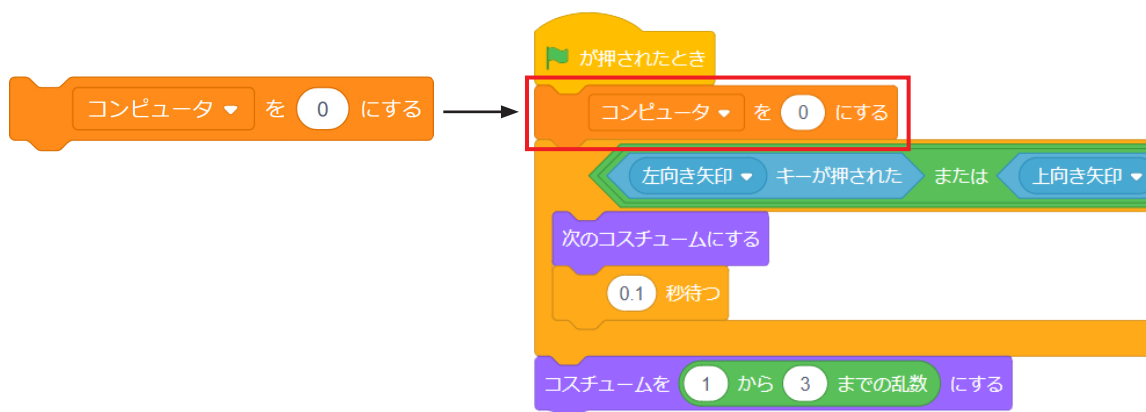 コンピュータ を 0 にする
が押されたとき
コンピュータ を 0 にする
左向き矢印 キーが押された または 上向き矢印
次のコスチュームにする
0.1 秒待つ
コスチュームを 1 から 3 までの乱数 にする